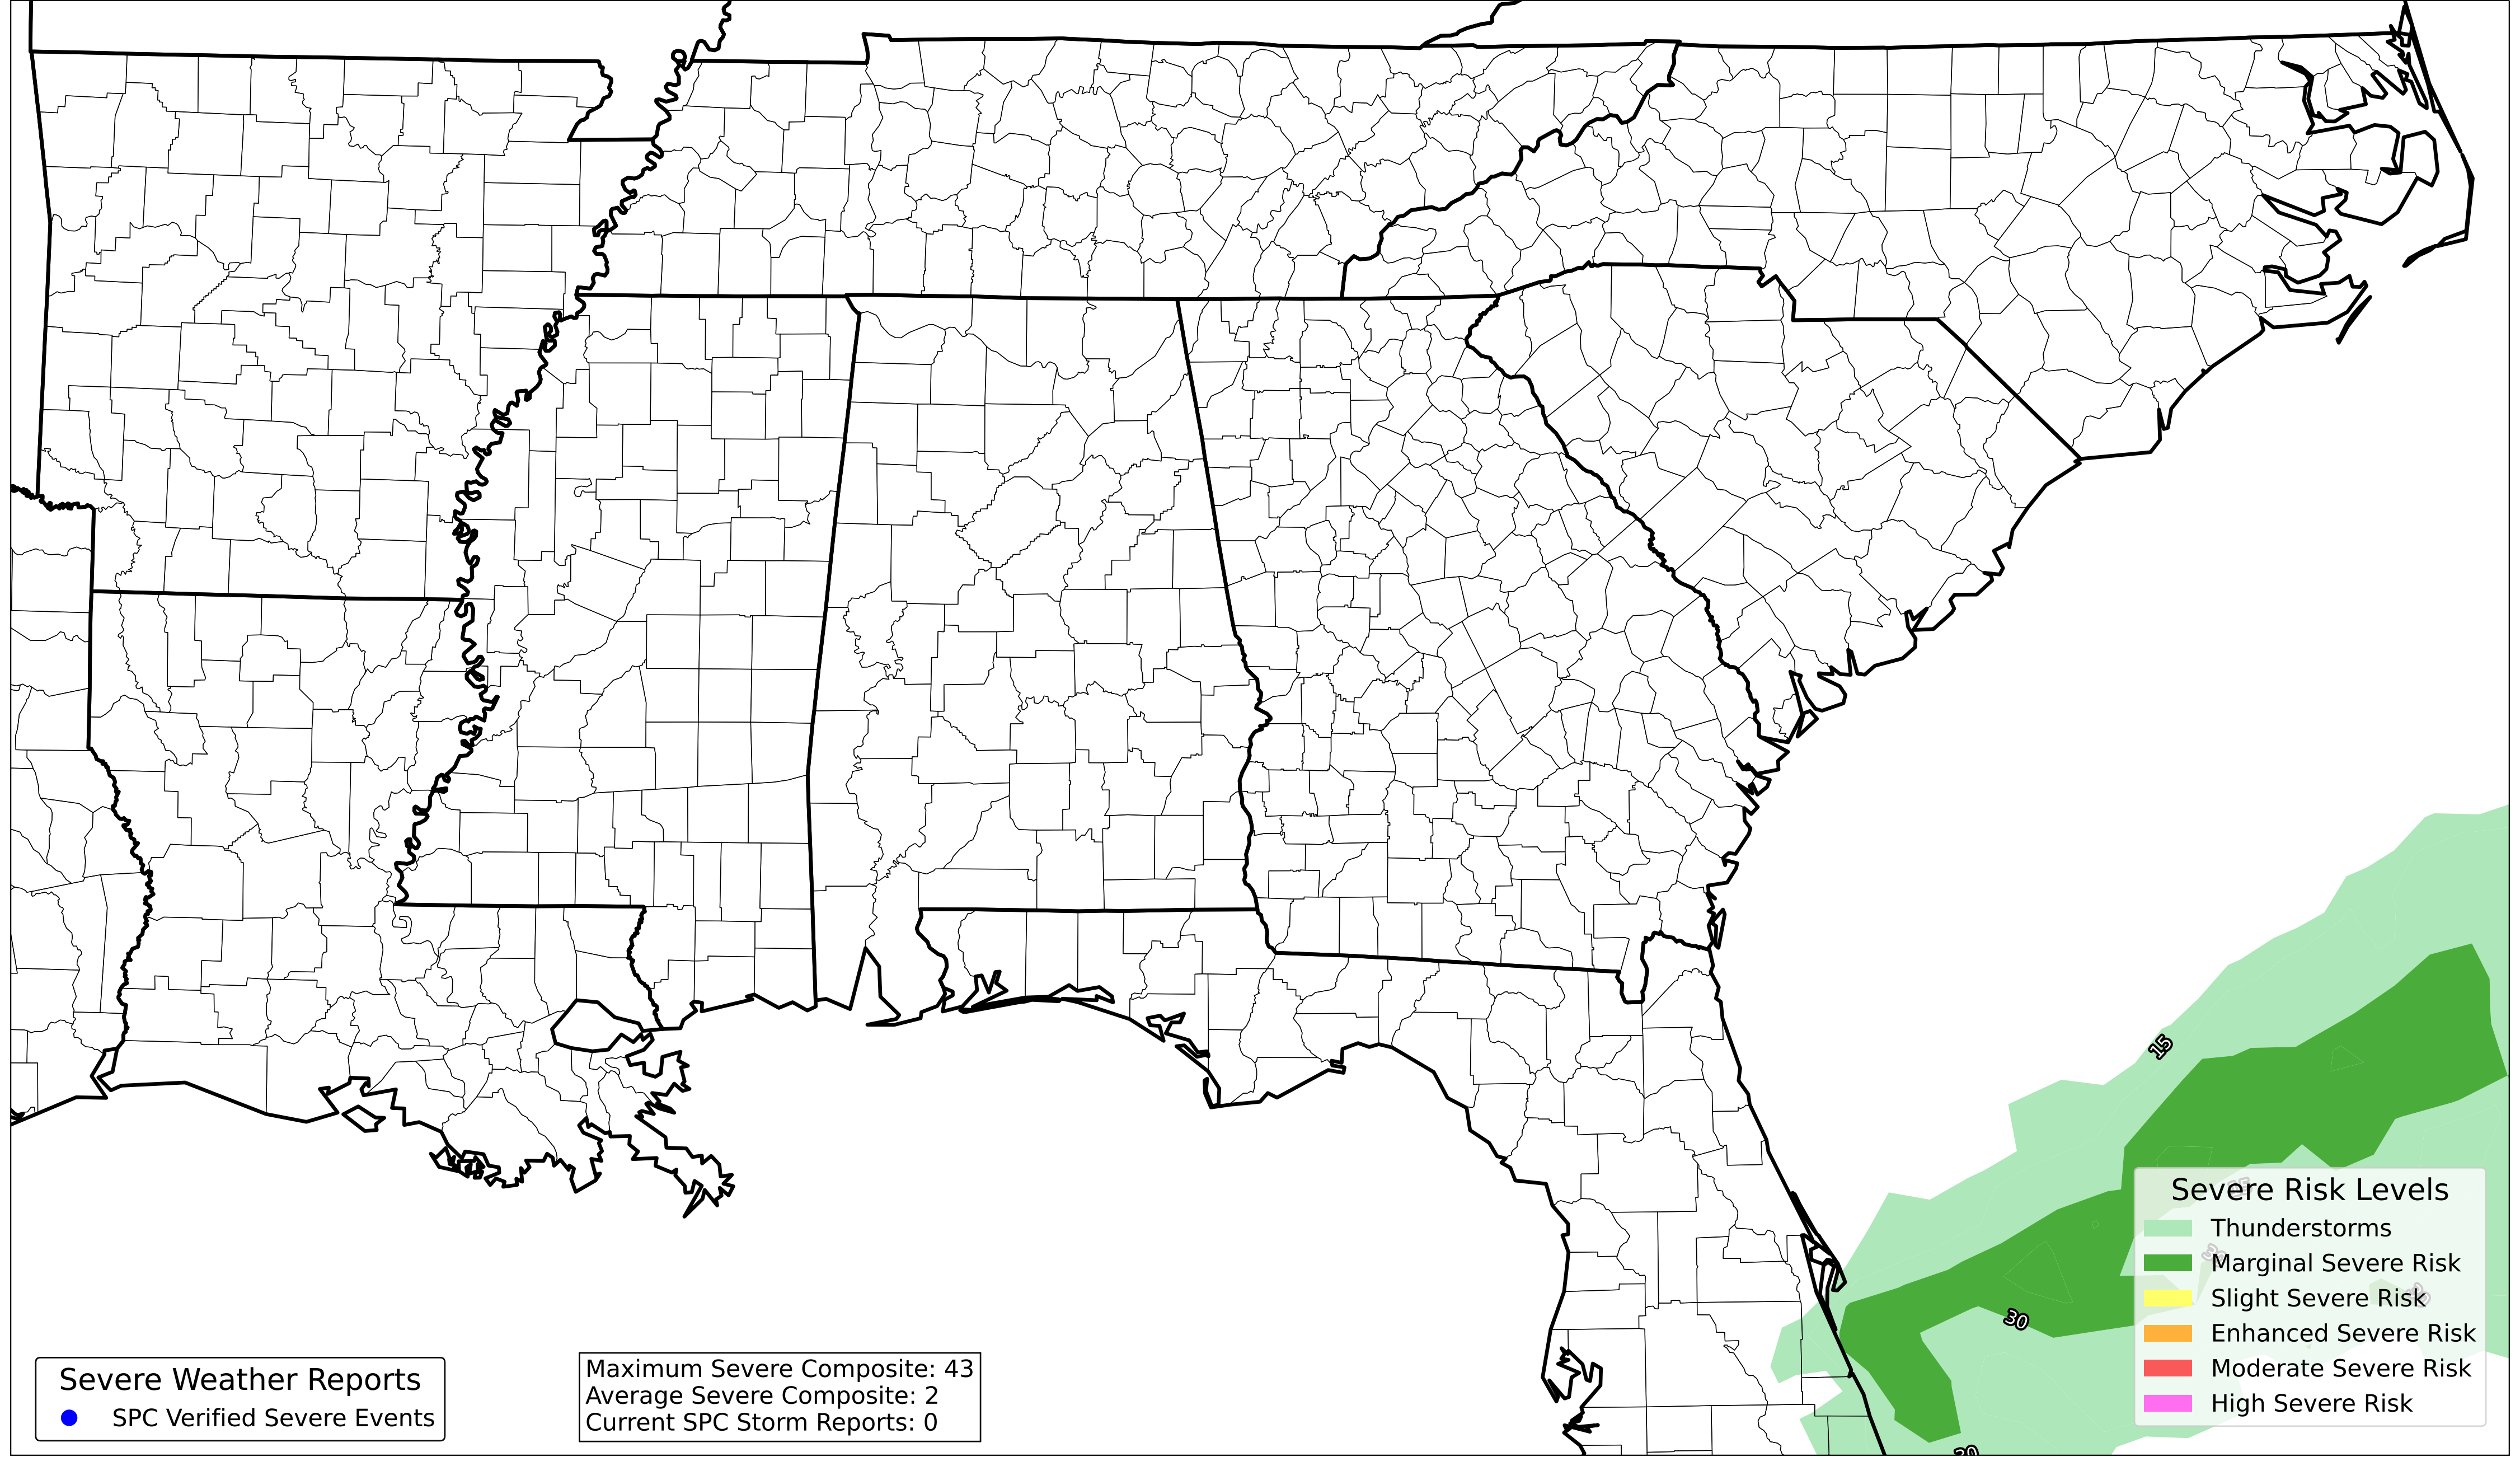 15
Severe Risk Levels
Thunderstorms
Marginal Severe Risk
Slight Severe Risk
30
Enhanced Severe Risk
Moderate Severe Risk
High Severe Risk
Severe Weather Reports
SPC Verified Severe Events
Maximum Severe Composite: 43
Average Severe Composite: 2
Current SPC Storm Reports: 0